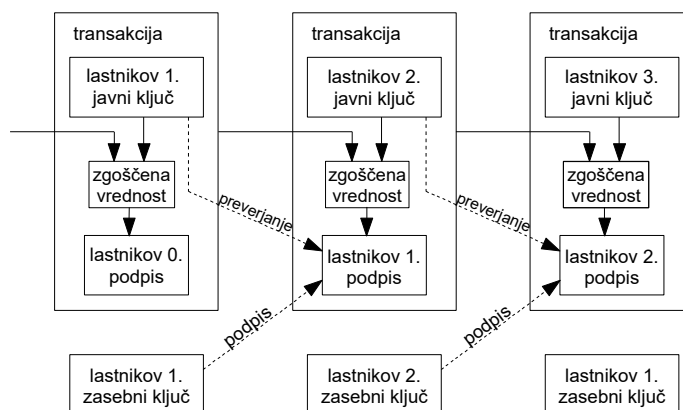 transakcija
lastnikov 1.
javni ključ
zgoščena
vrednost
lastnikov 0.
podpis
transakcija
lastnikov 2.
javni ključ
zgoščena
vrednost
lastnikov 1.
podpis
transakcija
lastnikov 3.
javni ključ
zgoščena
vrednost
lastnikov 2.
podpis
preverjanje
preverjanje
podpis
podpis
lastnikov 1.
zasebni ključ
lastnikov 2.
zasebni ključ
lastnikov 1.
zasebni ključ